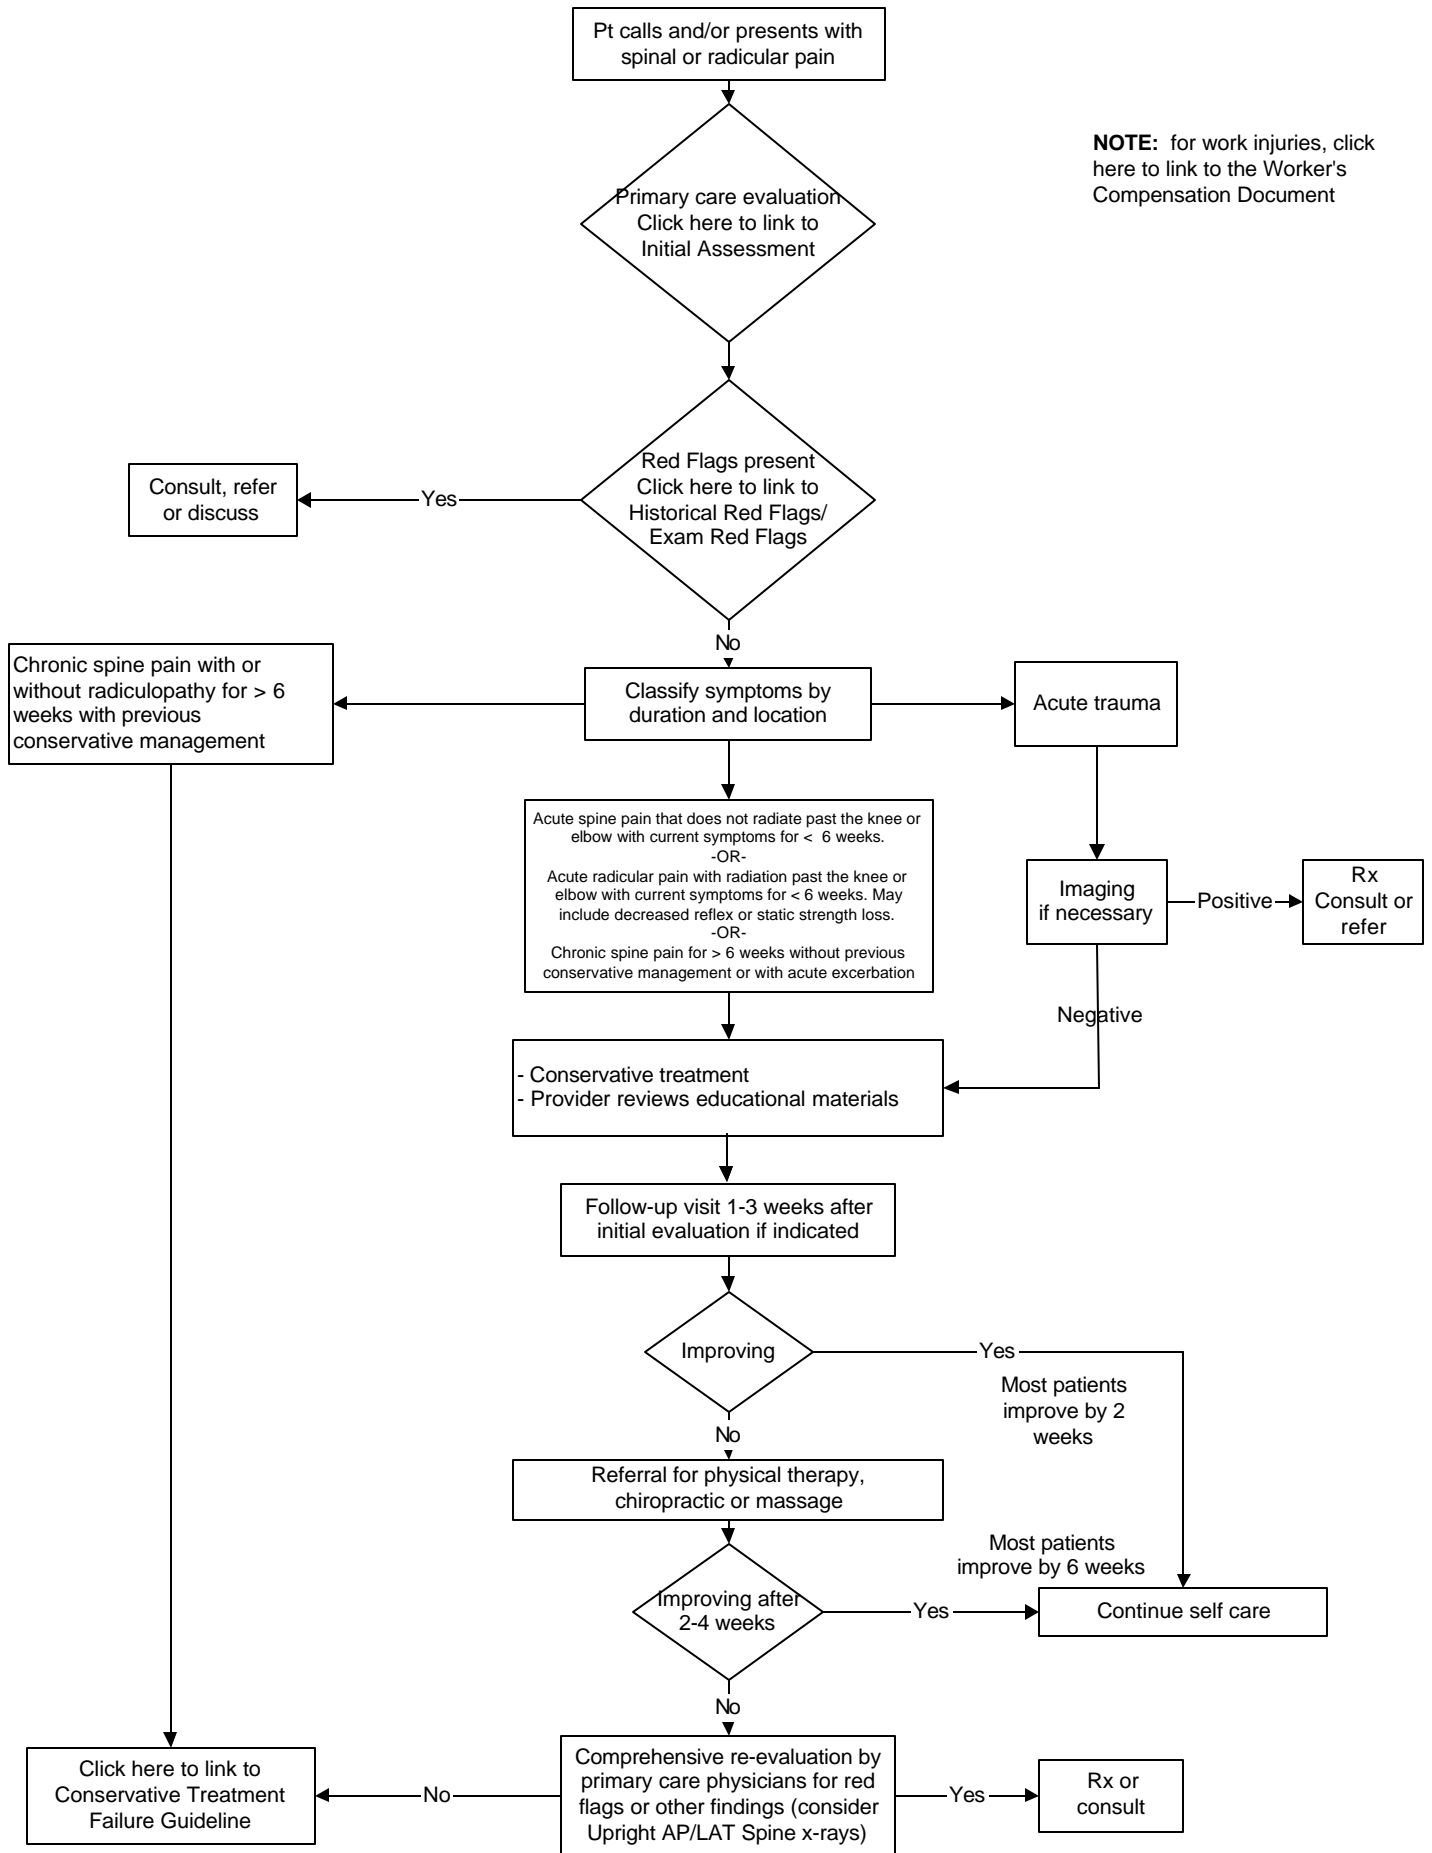 Pt calls and/or presents with
spinal or radicular pain
NOTE: for work injuries, click
here to link to the Worker's
Compensation Document
Primary care evaluation
Click here to link to
Initial Assessment
Red Flags present
Click here to link to
Historical Red Flags/
Exam Red Flags
Yes
Consult, refer
or discuss
No
Chronic spine pain with or
without radiculopathy for > 6
weeks with previous
conservative management
Classify symptoms by
duration and location
Acute trauma
Acute spine pain that does not radiate past the knee or
elbow with current symptoms for < 6 weeks.
-OR-
Acute radicular pain with radiation past the knee or
elbow with current symptoms for < 6 weeks. May
include decreased reflex or static strength loss.
-OR-
Chronic spine pain for > 6 weeks without previous
conservative management or with acute excerbation
Imaging
if necessary
Positive
Rx
Consult or
refer
Negative
- Conservative treatment
- Provider reviews educational materials
Follow-up visit 1-3 weeks after
initial evaluation if indicated
Improving
Yes
Most patients
improve by 2
weeks
No
Referral for physical therapy,
chiropractic or massage
Most patients
improve by 6 weeks
Improving after
2-4 weeks
Yes
Continue self care
No
Click here to link to
Conservative Treatment
Failure Guideline
No
Comprehensive re-evaluation by
primary care physicians for red
flags or other findings (consider
Upright AP/LAT Spine x-rays)
Yes
Rx or
consult